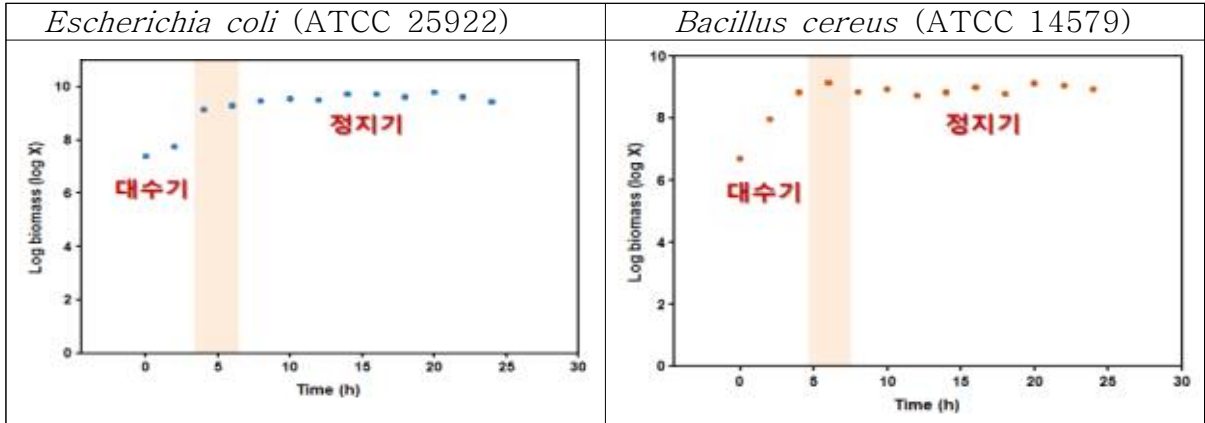 Escherichia coli (ATCC 25922)
Bacillus cereus (ATCC 14579)
Log biomass (log X)
10
8
6
4
2
0
대수기
정지기
0
5
10
15
20
25
30
Time (h)
Log biomass (log X)
10
8
6
4
2
0
대수기
정지기
0
5
10
15
20
25
30
Time (h)